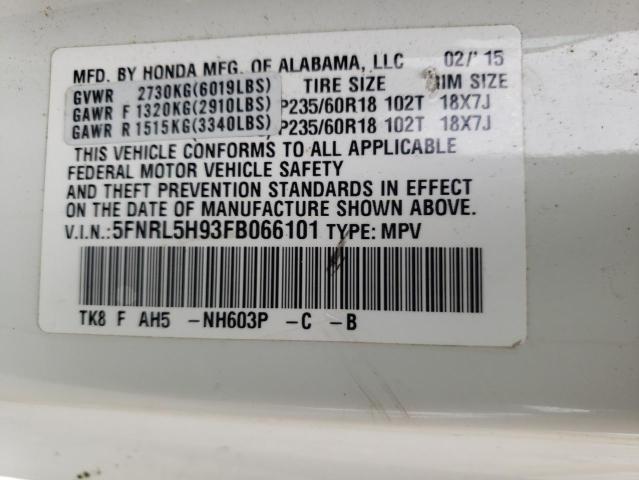 MFD. BY HONDA MFG. OF ALABAMA, LLC 02/15
GVWR 2730KG(6019LBS) TIRE SIZE RIM SIZE
GAWR F 1320KG(2910LBS) P235/60R18 102T 18X7J
GAWR R 1515KG(3340LBS) P235/60R18 102T 18X7J
THIS VEHICLE CONFORMS TO ALL APPLICABLE
FEDERAL MOTOR VEHICLE SAFETY
AND THEFT PREVENTION STANDARDS IN EFFECT
ON THE DATE OF MANUFACTURE SHOWN ABOVE.
V.I.N.:5FNRL5H93FB066101 TYPE: MPV
TK8 F AH5 -NH603P -C -B